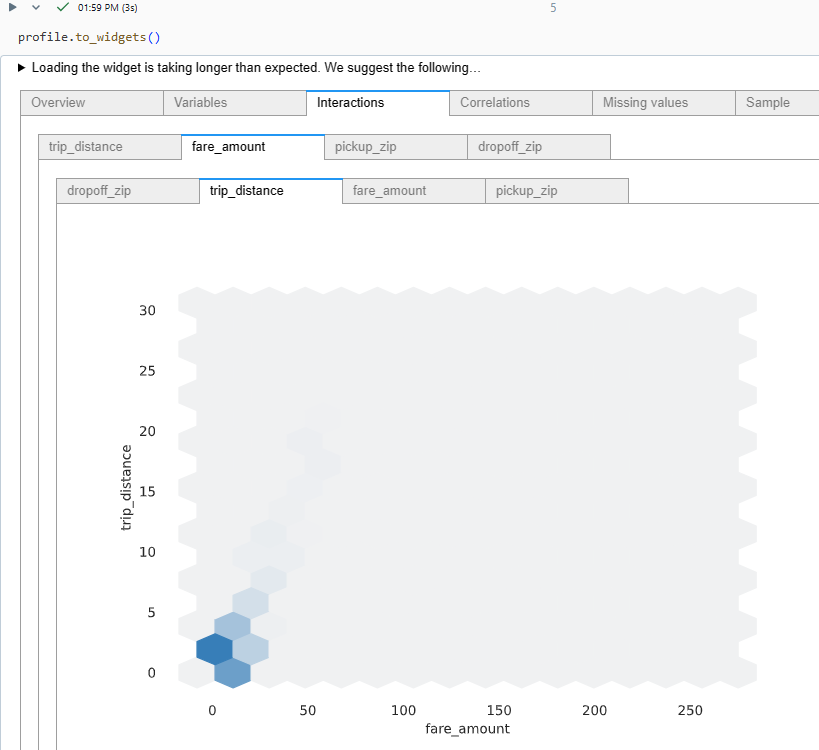 01:59 PM (3s)
5
profile.to_widgets()
Loading the widget is taking longer than expected. We suggest the following…
Overview
Variables
Interactions
Correlations
Missing values
Sample
trip_distance
fare_amount
pickup_zip
dropoff_zip
dropoff_zip
trip_distance
fare_amount
pickup_zip
30
25
20
15
10
5
0
trip_distance
0
50
100
150
200
250
fare_amount